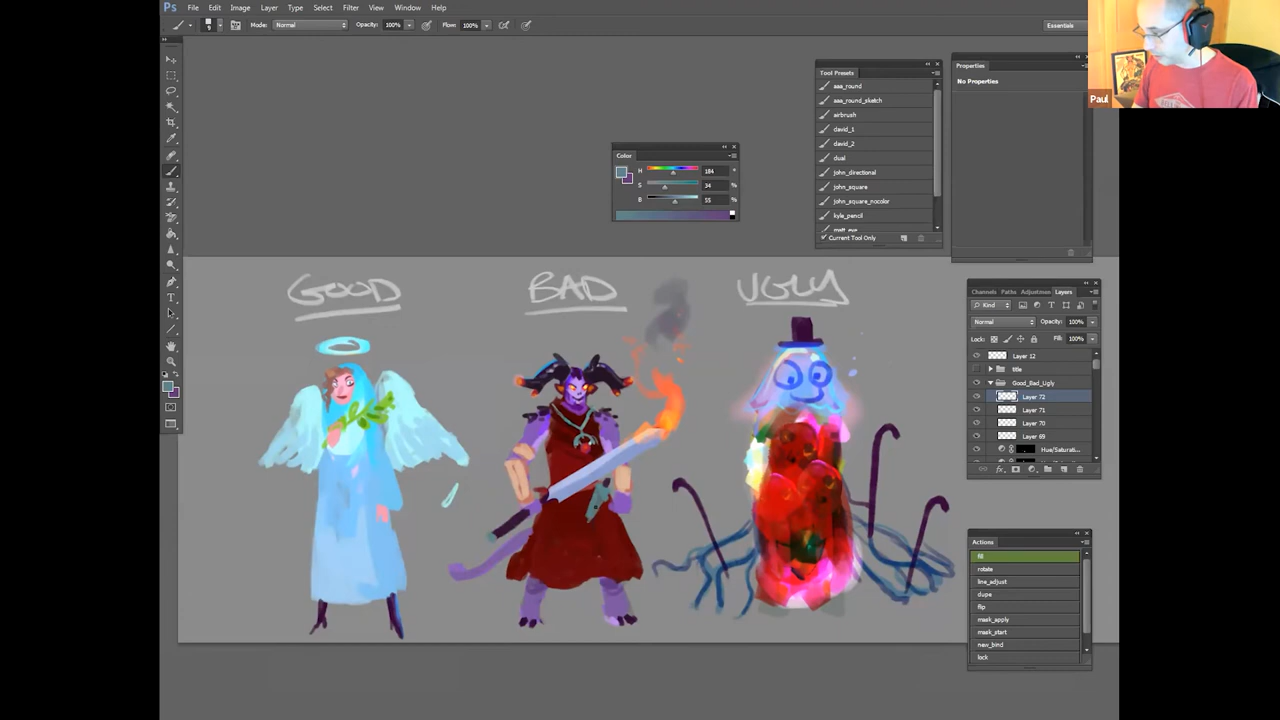 Ps File Edit Image Layer Type Select Filter View Window Help
Mode: Normal Opacity: 100% Flow: 100% Essentials
Paul
Tool Presets
aaa_round
aaa_round_sketch
airbrush
david_1
david_2
dual
john_directional
john_square
john_square_nocolor
kyle_pencil
Current Tool Only
Properties
No Properties
Color
H 184 °
S 34 %
B 55 %
GOOD BAD UGLY
Channels Paths Adjustmen Layers
Kind
Normal Opacity: 100%
Lock: Fill: 100%
Layer 12
title
Good_Bad_Ugly
Layer 72
Layer 71
Layer 70
Layer 69
Hue/Saturati...
fx
Actions
fill
rotate
line_adjust
dupe
flip
mask_apply
mask_start
new_bind
lock